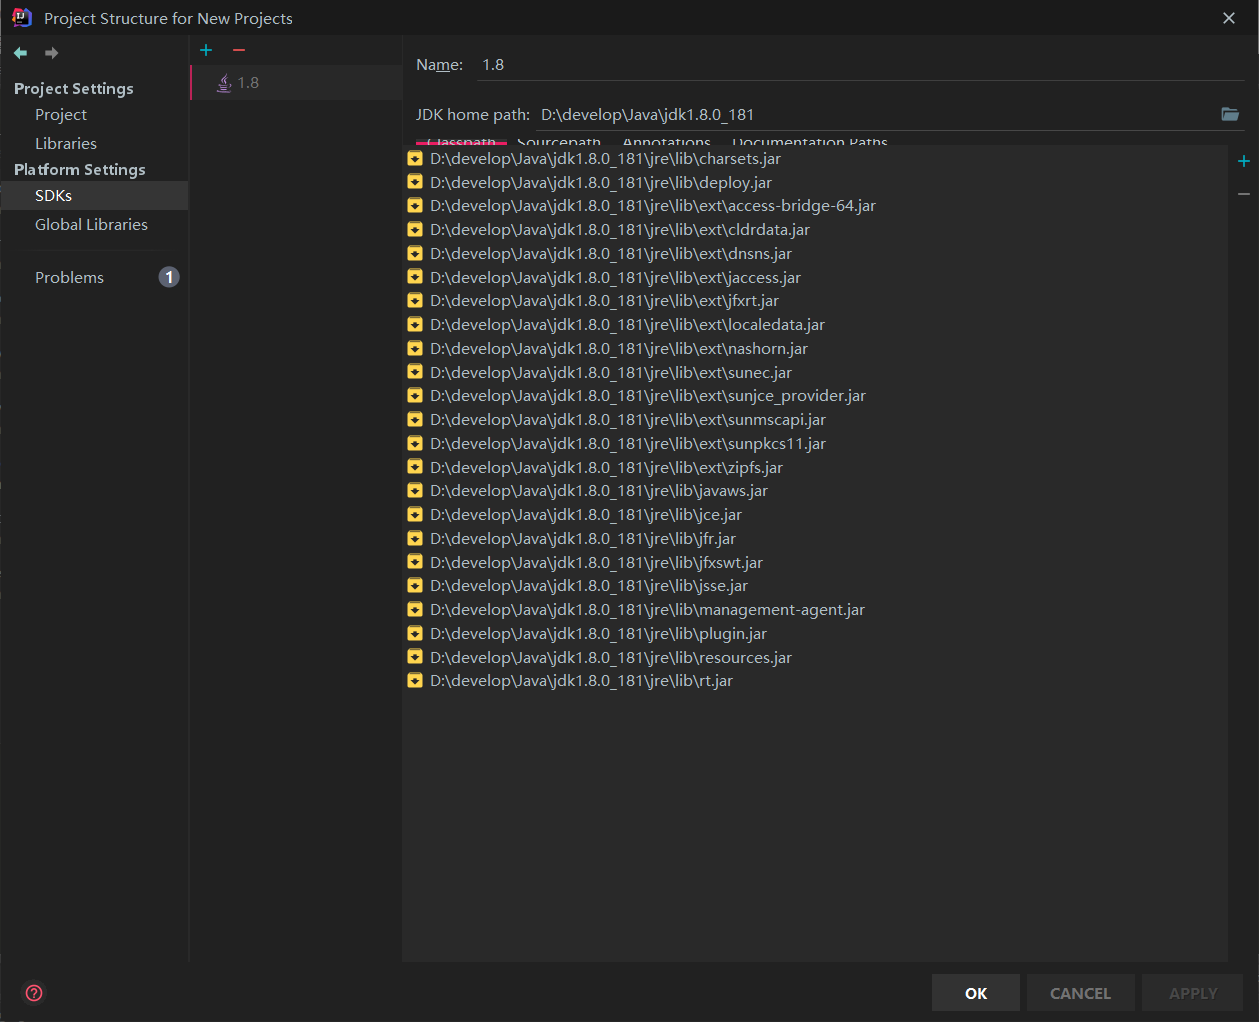 Project Structure for New Projects
Project Settings
Project
Libraries
Platform Settings
SDKs
Global Libraries
Problems 1
1.8
Name: 1.8
JDK home path: D:\develop\Java\jdk1.8.0_181
Classpath Sourcepath Annotations Documentation Paths
D:\develop\Java\jdk1.8.0_181\jre\lib\charsets.jar
D:\develop\Java\jdk1.8.0_181\jre\lib\deploy.jar
D:\develop\Java\jdk1.8.0_181\jre\lib\ext\access-bridge-64.jar
D:\develop\Java\jdk1.8.0_181\jre\lib\ext\cldrdata.jar
D:\develop\Java\jdk1.8.0_181\jre\lib\ext\dnsns.jar
D:\develop\Java\jdk1.8.0_181\jre\lib\ext\jaccess.jar
D:\develop\Java\jdk1.8.0_181\jre\lib\ext\jfxrt.jar
D:\develop\Java\jdk1.8.0_181\jre\lib\ext\localedata.jar
D:\develop\Java\jdk1.8.0_181\jre\lib\ext\nashorn.jar
D:\develop\Java\jdk1.8.0_181\jre\lib\ext\sunec.jar
D:\develop\Java\jdk1.8.0_181\jre\lib\ext\sunjce_provider.jar
D:\develop\Java\jdk1.8.0_181\jre\lib\ext\sunmscapi.jar
D:\develop\Java\jdk1.8.0_181\jre\lib\ext\sunpkcs11.jar
D:\develop\Java\jdk1.8.0_181\jre\lib\ext\zipfs.jar
D:\develop\Java\jdk1.8.0_181\jre\lib\javaws.jar
D:\develop\Java\jdk1.8.0_181\jre\lib\jce.jar
D:\develop\Java\jdk1.8.0_181\jre\lib\jfr.jar
D:\develop\Java\jdk1.8.0_181\jre\lib\jfxswt.jar
D:\develop\Java\jdk1.8.0_181\jre\lib\jsse.jar
D:\develop\Java\jdk1.8.0_181\jre\lib\management-agent.jar
D:\develop\Java\jdk1.8.0_181\jre\lib\plugin.jar
D:\develop\Java\jdk1.8.0_181\jre\lib\resources.jar
D:\develop\Java\jdk1.8.0_181\jre\lib\rt.jar
OK CANCEL APPLY